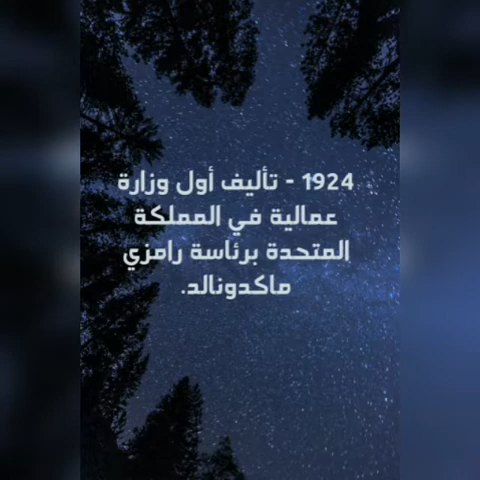 1924 - تأليف أول وزارة
عمالية في المملكة
المتحدة برئاسة رامزي
ماكدونالد.